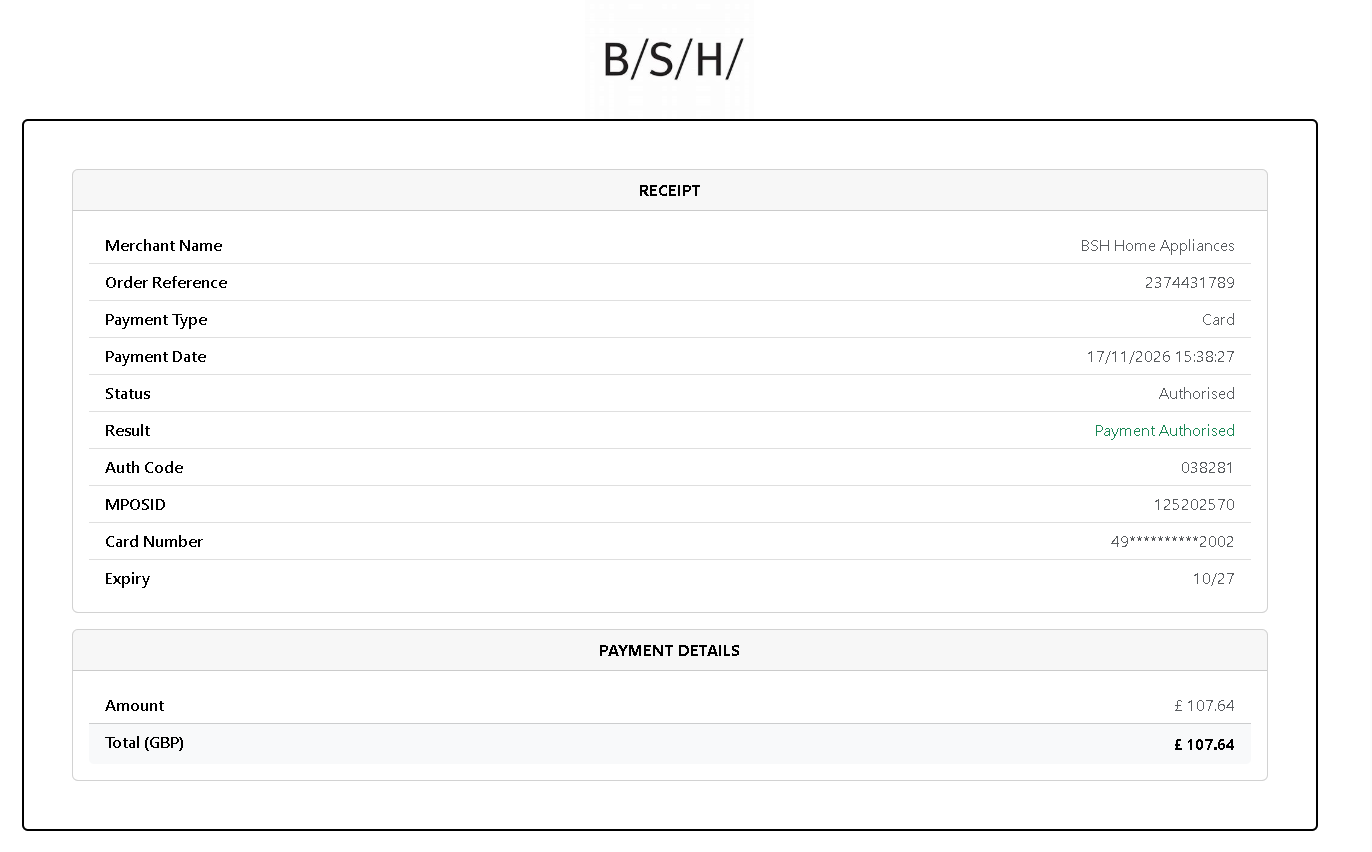 B/S/H/
RECEIPT
Merchant Name BSH Home Appliances
Order Reference 2374431789
Payment Type Card
Payment Date 17/11/2026 15:38:27
Status Authorised
Result Payment Authorised
Auth Code 038281
MPOSID 125202570
Card Number 49**********2002
Expiry 10/27
PAYMENT DETAILS
Amount £ 107.64
Total (GBP) £ 107.64